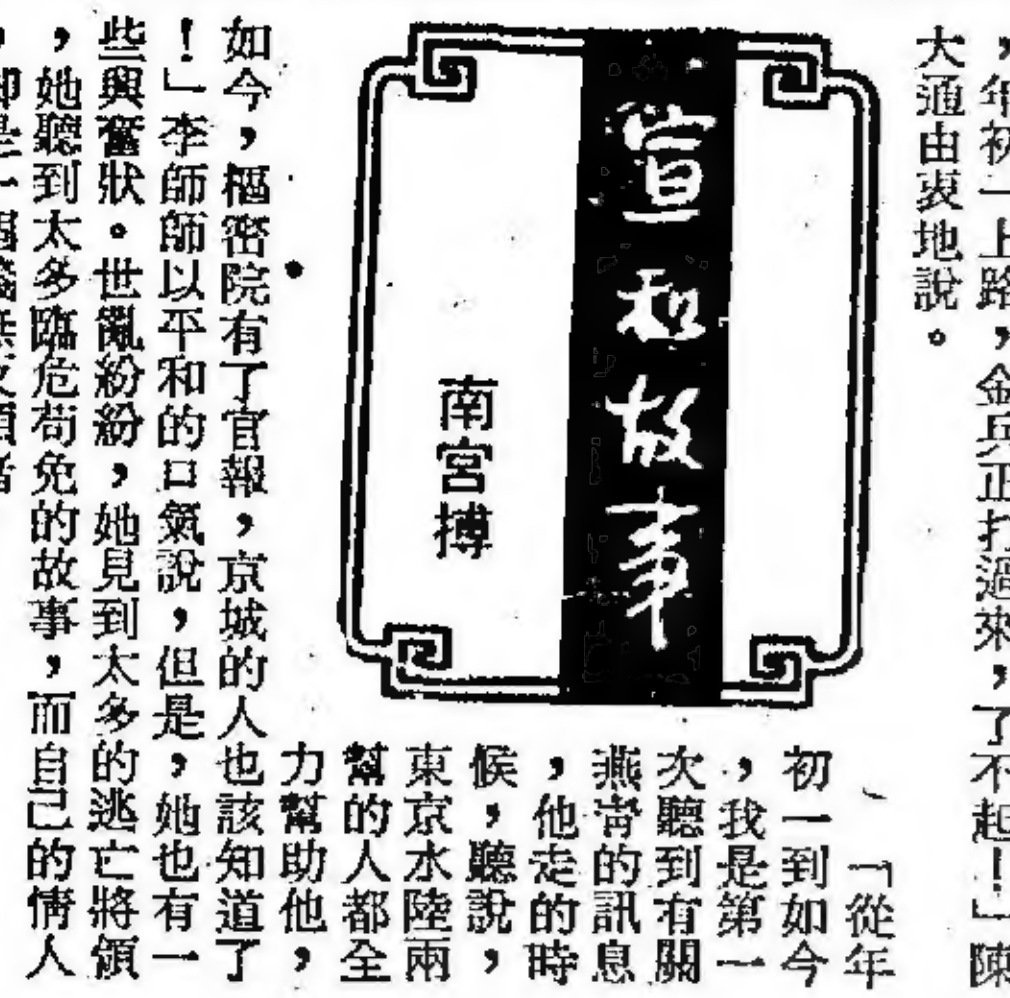 ，年初一上路，金兵正打過來，了不起！」陳
大通由衷地說。
宣和故事
南宮搏
「從年
初一到如今
，我是第一
次聽到有關
燕青的訊息
，他走的時
候，聽說，
東京水陸兩
幫的人都全
力幫助他，
如今，樞密院有了官報，京城的人也該知道了
！」李師師以平和的口氣說，但是，她也有一
些興奮狀。世亂紛紛，她見到太多的逃亡將領
，她聽到太多臨危苟免的故事，而自己的情人
，卻是一